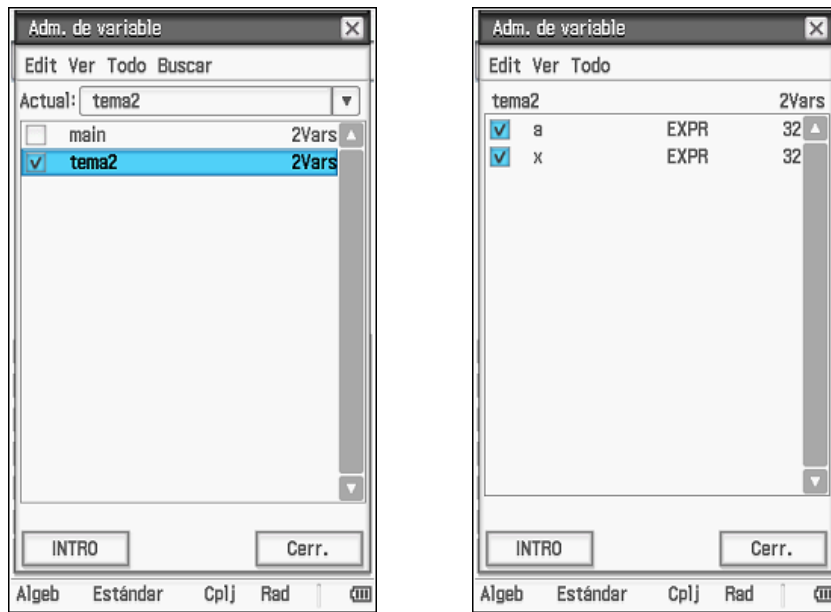 Adm. de variable
Edit Ver Todo Buscar
Actual: tema2
main 2Vars
tema2 2Vars
INTRO Cerr.
Algeb Estándar Cplj Rad
Adm. de variable
Edit Ver Todo
tema2 2Vars
a EXPR 32
x EXPR 32
INTRO Cerr.
Algeb Estándar Cplj Rad